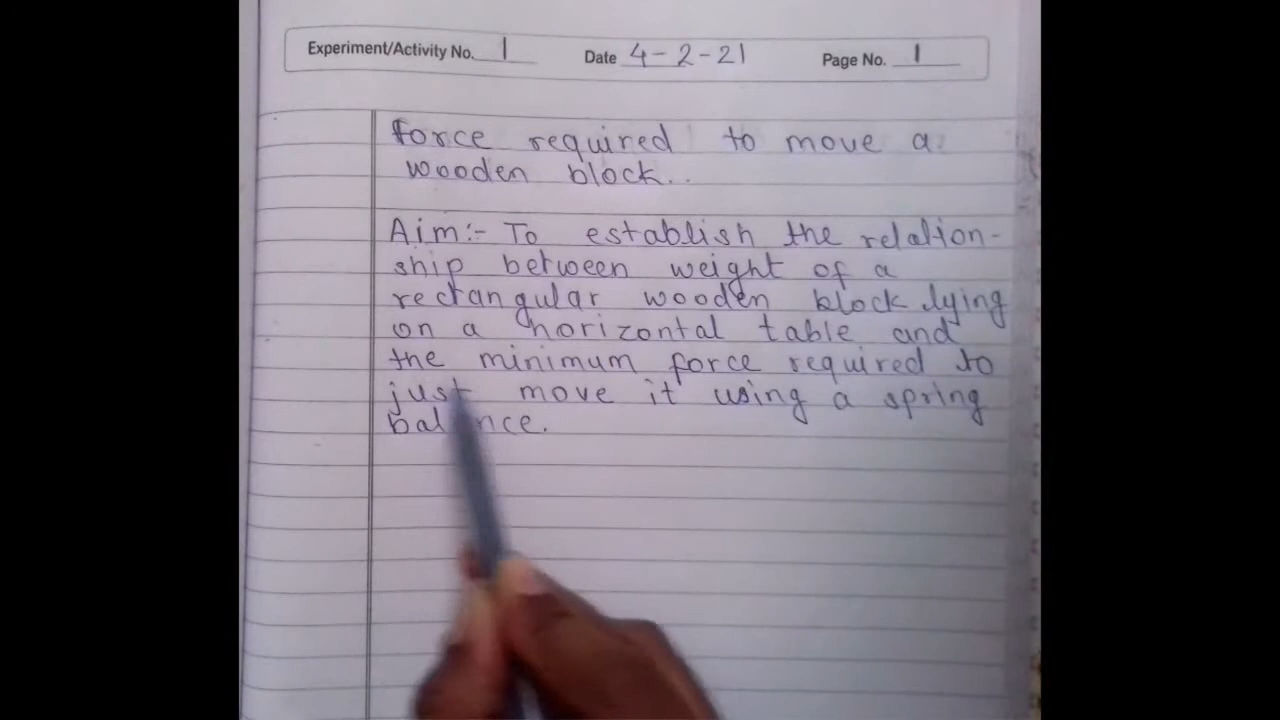 Experiment/Activity No. 1 Date 4-2-21 Page No. 1
Force required to move a
wooden block..
Aim:- To establish the relation-
ship between weight of a
rectangular wooden block lying
on a horizontal table and
the minimum force required to
just move it using a spring
balance.